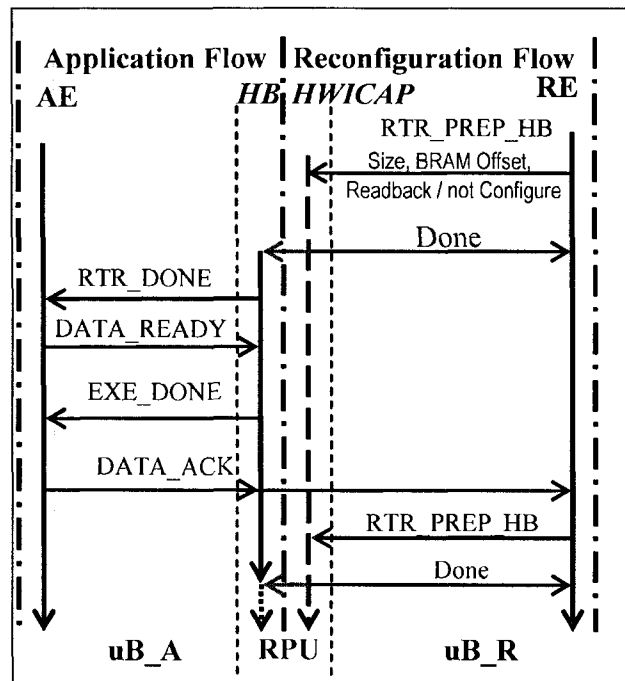 Application Flow Reconfiguration Flow
AE HB HWICAP RE
RTR_PREP_HB
Size, BRAM Offset,
Readback / not Configure
Done
RTR_DONE
DATA_READY
EXE_DONE
DATA_ACK
RTR_PREP_HB
Done
uB_A RPU uB_R